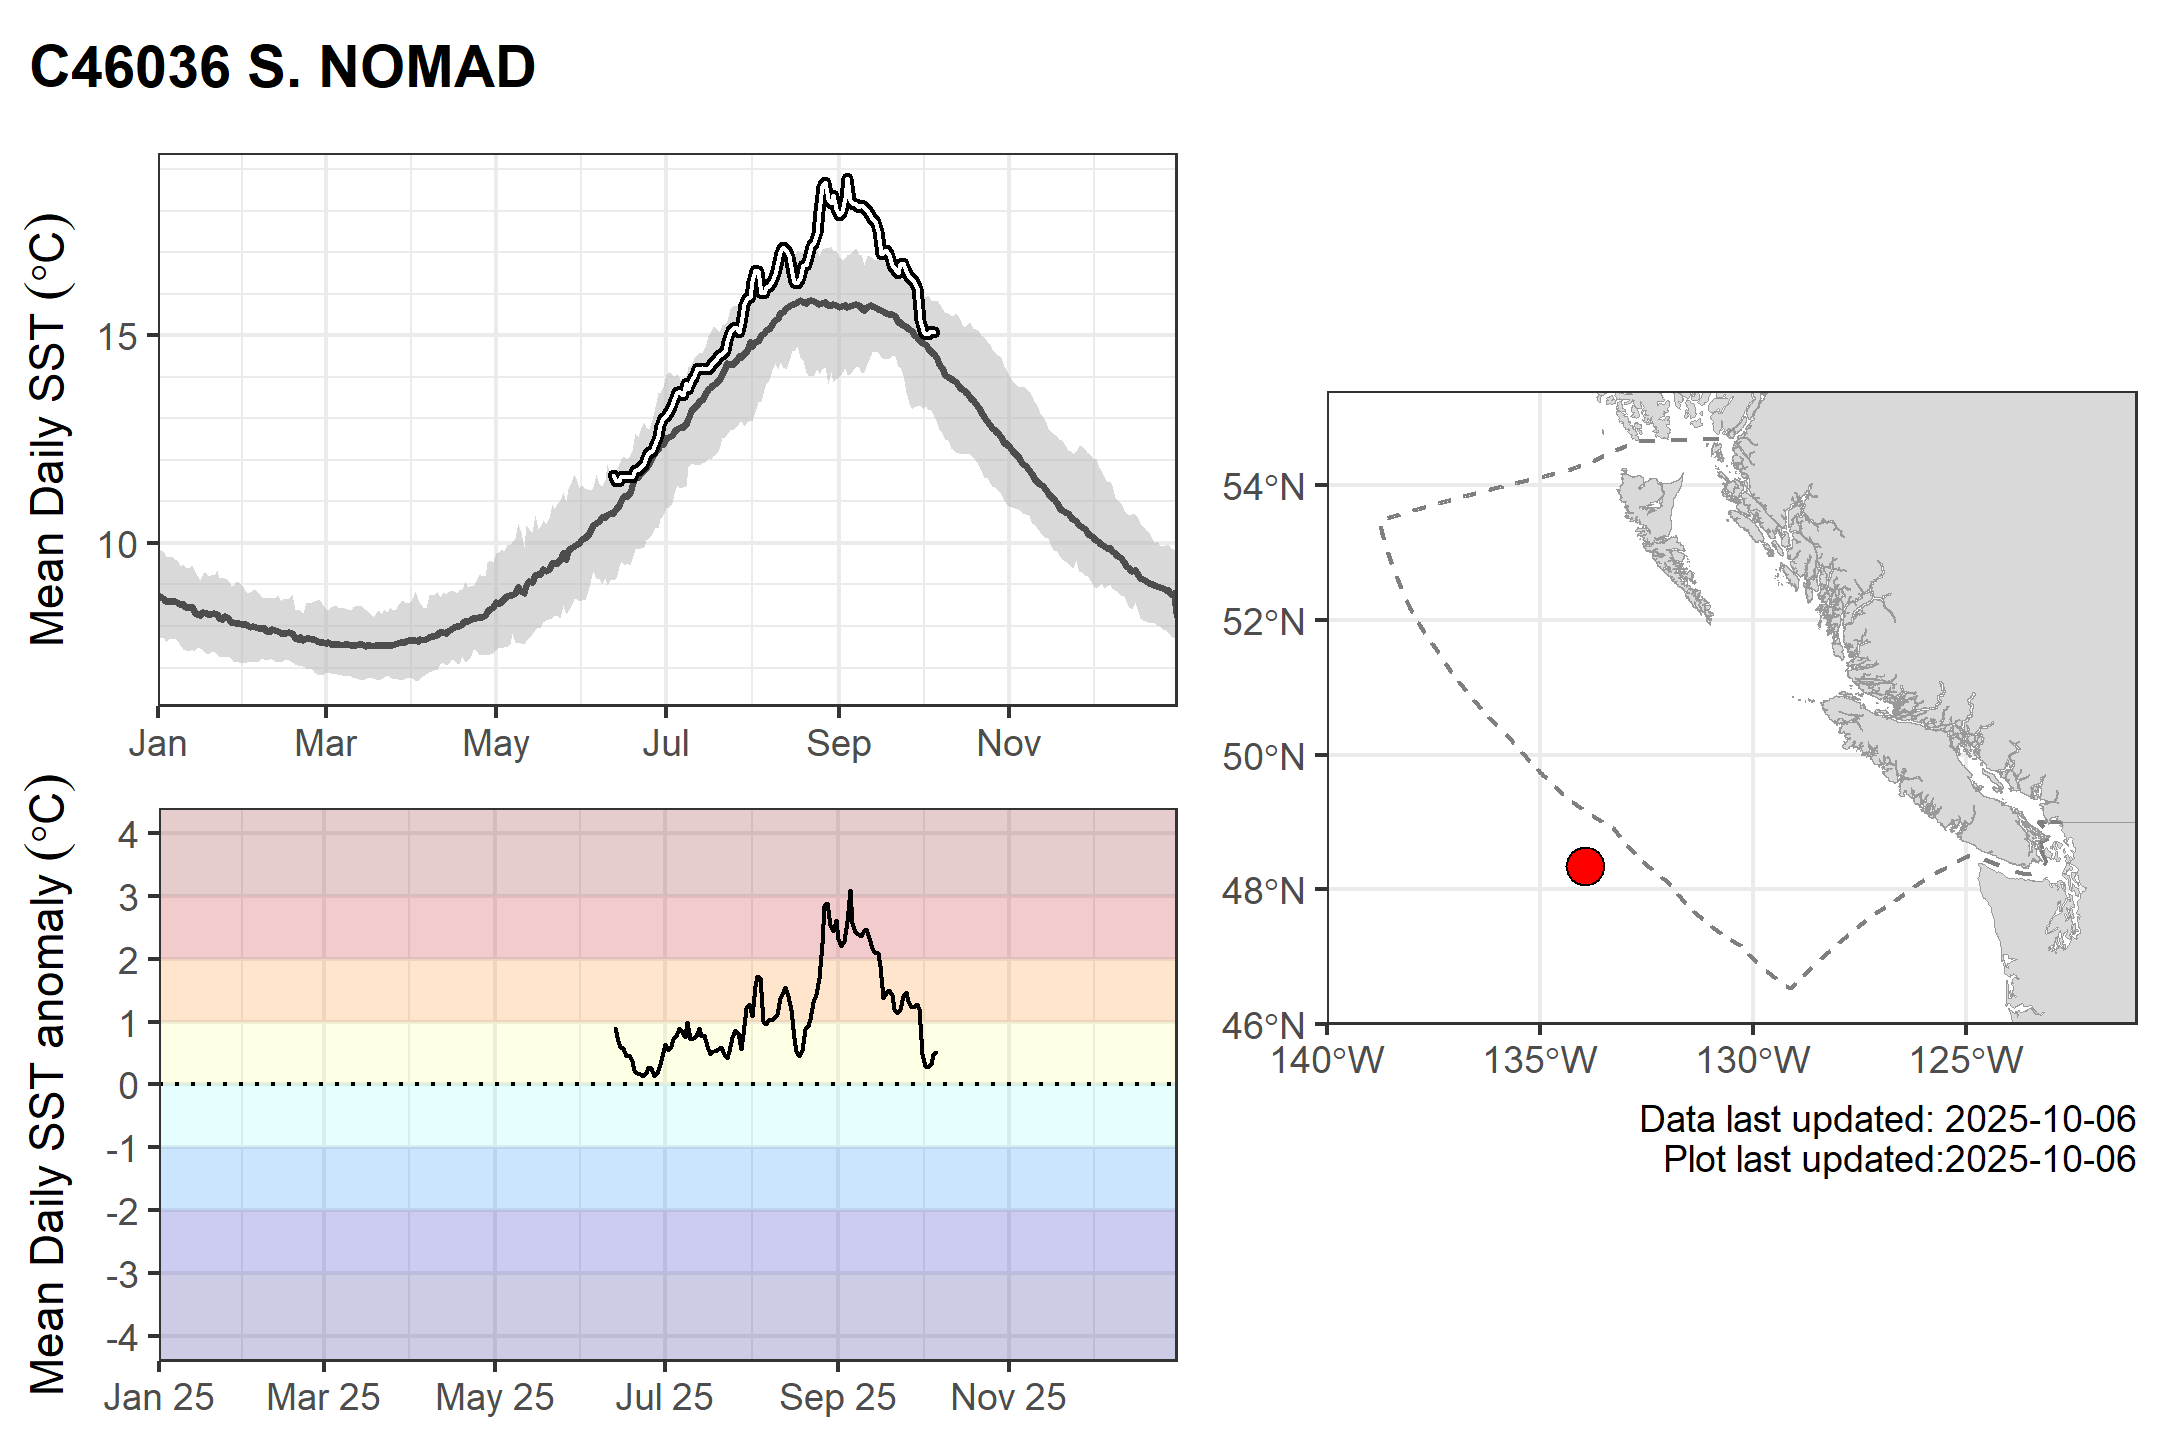 C46036 S. NOMAD
Mean Daily SST (°C)
15
10
Jan Mar May Jul Sep Nov
Mean Daily SST anomaly (°C)
4
3
2
1
0
-1
-2
-3
-4
Jan 25 Mar 25 May 25 Jul 25 Sep 25 Nov 25
54°N
52°N
50°N
48°N
46°N
140°W 135°W 130°W 125°W
Data last updated: 2025-10-06
Plot last updated:2025-10-06